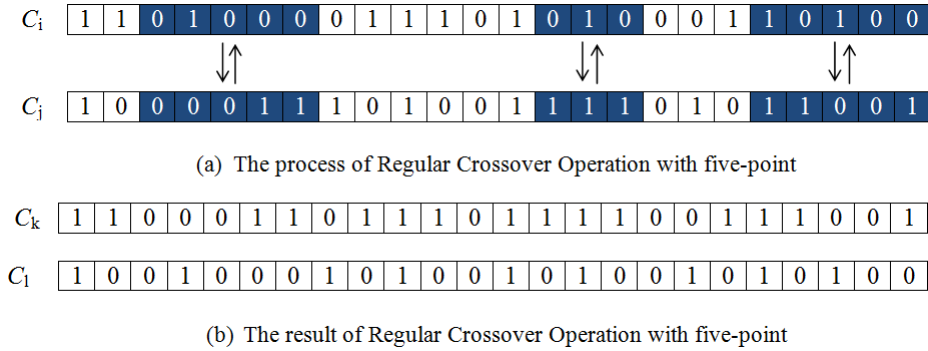 Ci 1 1 0 1 0 0 0 0 1 1 1 0 1 0 1 0 0 0 1 1 0 1 0 0
Cj 1 0 0 0 0 1 1 1 0 1 0 0 1 1 1 1 0 1 0 1 1 0 0 1
(a) The process of Regular Crossover Operation with five-point
Ck 1 1 0 0 0 1 1 0 1 1 1 0 1 1 1 1 0 0 1 1 1 0 0 1
Cl 1 0 0 1 0 0 0 1 0 1 0 0 1 0 1 0 0 1 0 1 0 1 0 0
(b) The result of Regular Crossover Operation with five-point